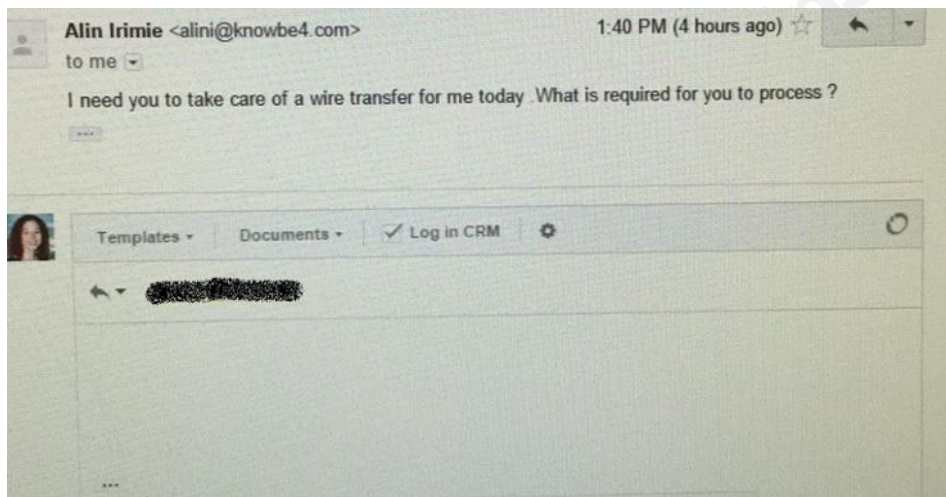 Alin Irimie <alini@knowbe4.com> 1:40 PM (4 hours ago)
to me
I need you to take care of a wire transfer for me today .What is required for you to process ?
Templates Documents Log in CRM